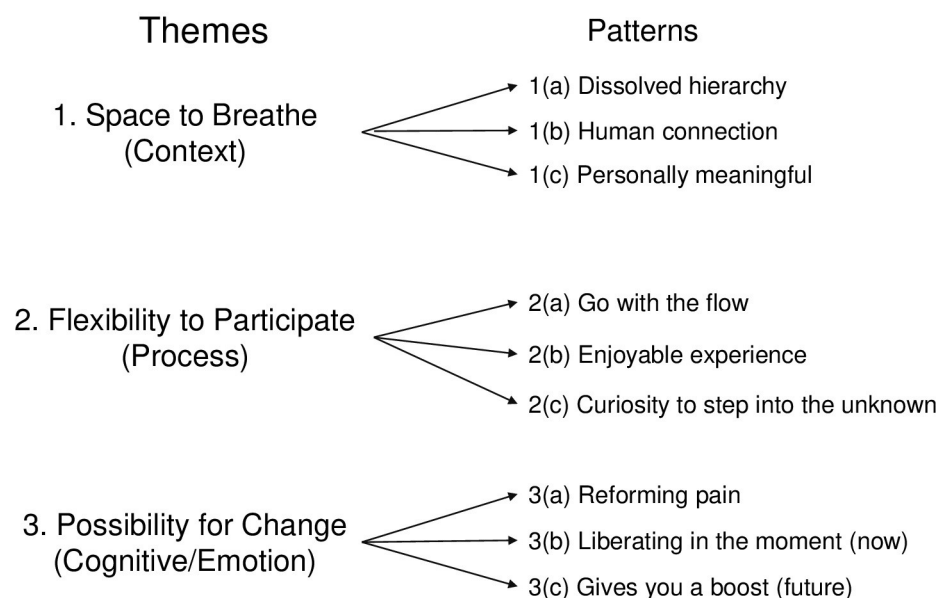 Themes
Patterns
1. Space to Breathe
(Context)
1(a) Dissolved hierarchy
1(b) Human connection
1(c) Personally meaningful
2. Flexibility to Participate
(Process)
2(a) Go with the flow
2(b) Enjoyable experience
2(c) Curiosity to step into the unknown
3. Possibility for Change
(Cognitive/Emotion)
3(a) Reforming pain
3(b) Liberating in the moment (now)
3(c) Gives you a boost (future)